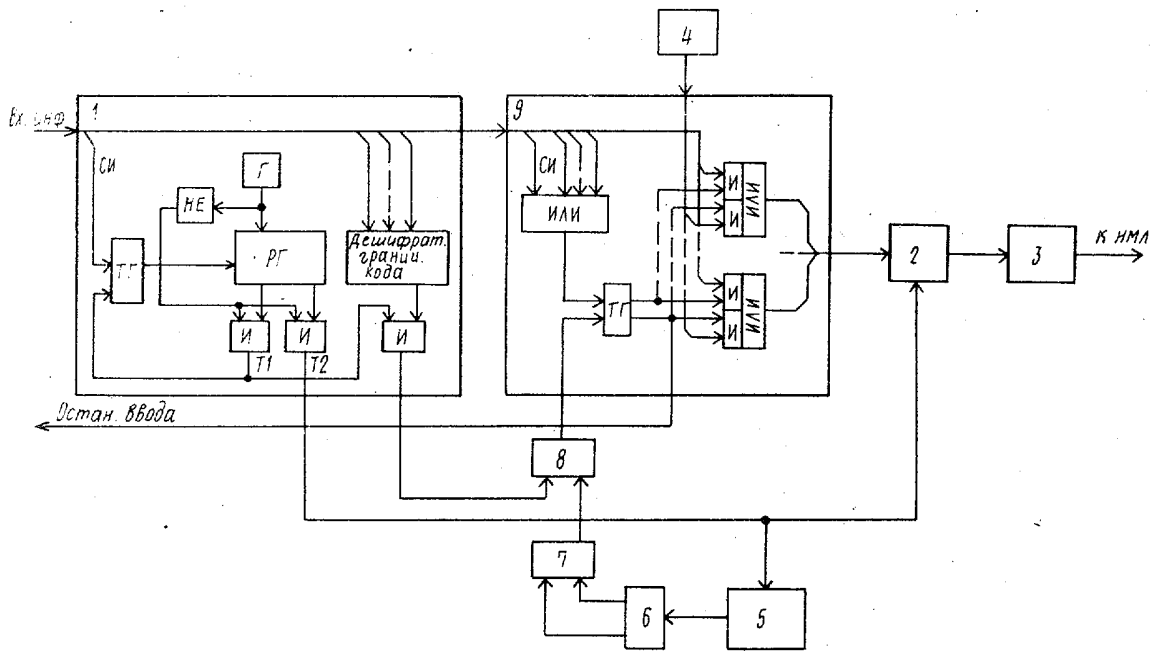 4
1
9
Вх. инф.
СИ
СИ
Г
НЕ
ИЛИ
И
ИЛИ
И
РГ
Дешифрат.
границ.
кода
ТГ
2
3
К НМЛ
ТГ
И
ИЛИ
И
И
И
И
Т1
Т2
Остан. ввода
8
7
6
5